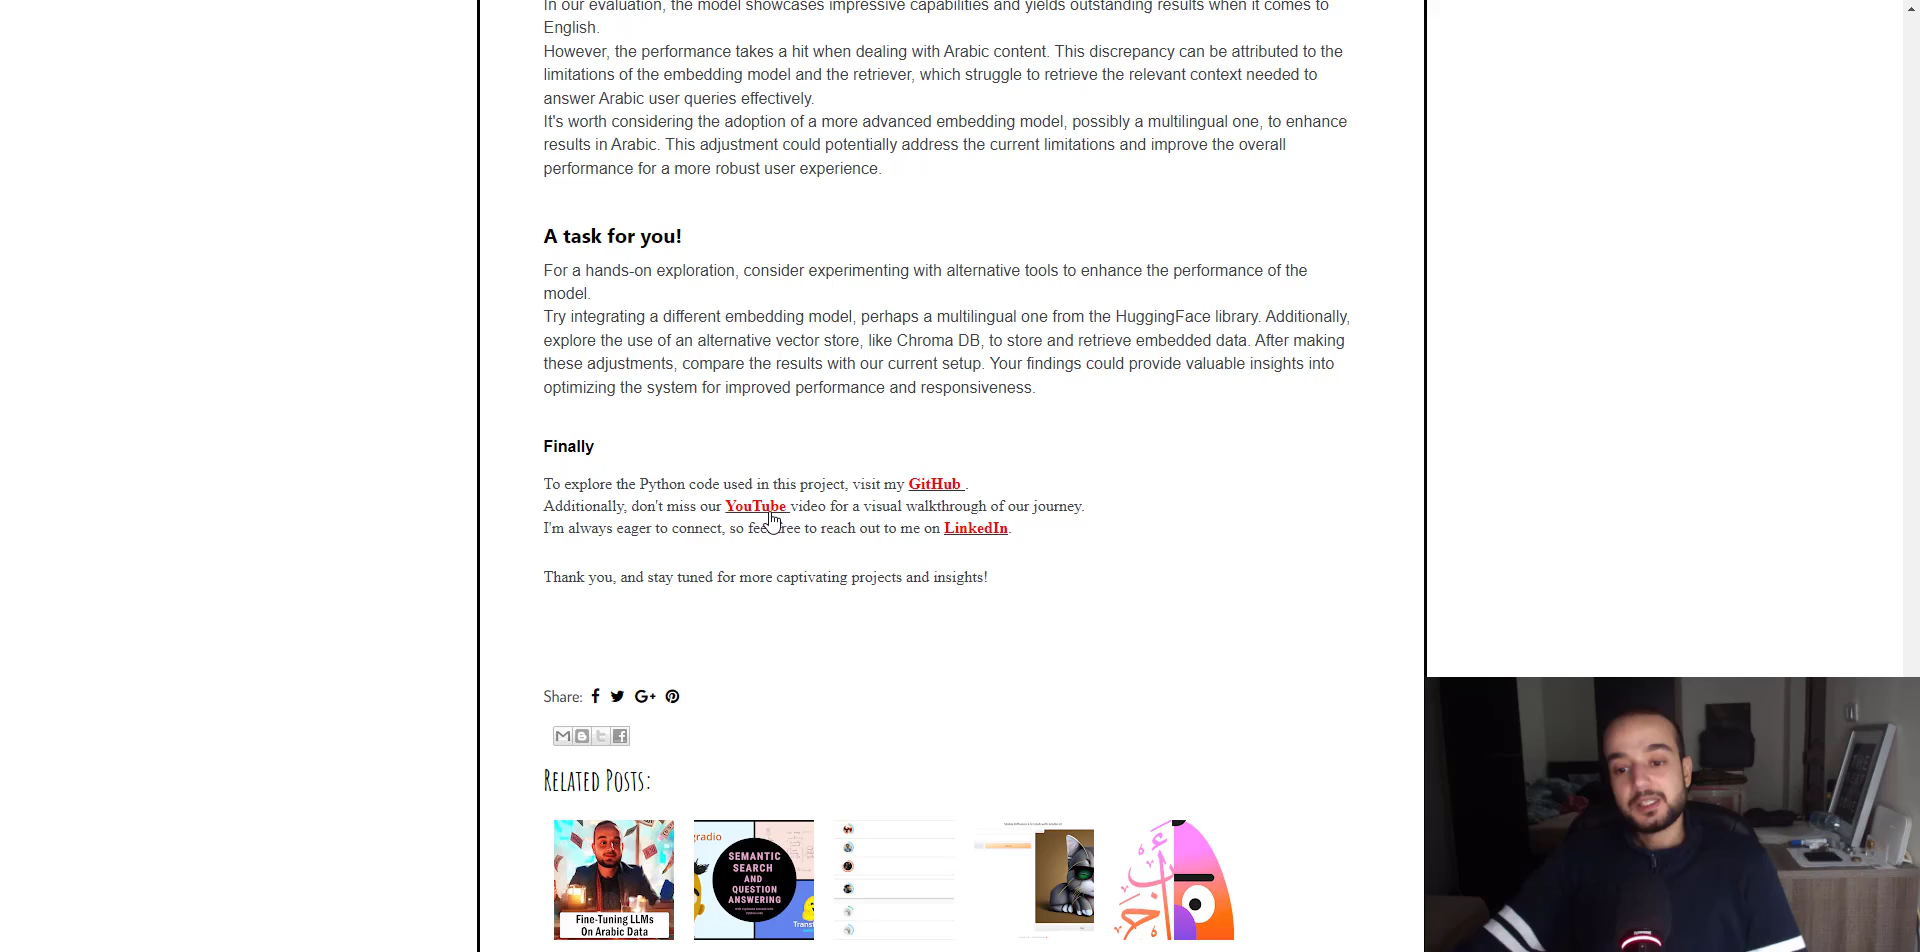 In our evaluation, the model showcases impressive capabilities and yields outstanding results when it comes to
English.
However, the performance takes a hit when dealing with Arabic content. This discrepancy can be attributed to the
limitations of the embedding model and the retriever, which struggle to retrieve the relevant context needed to
answer Arabic user queries effectively.
It's worth considering the adoption of a more advanced embedding model, possibly a multilingual one, to enhance
results in Arabic. This adjustment could potentially address the current limitations and improve the overall
performance for a more robust user experience.
A task for you!
For a hands-on exploration, consider experimenting with alternative tools to enhance the performance of the
model.
Try integrating a different embedding model, perhaps a multilingual one from the HuggingFace library. Additionally,
explore the use of an alternative vector store, like Chroma DB, to store and retrieve embedded data. After making
these adjustments, compare the results with our current setup. Your findings could provide valuable insights into
optimizing the system for improved performance and responsiveness.
Finally
To explore the Python code used in this project, visit my GitHub .
Additionally, don't miss our YouTube video for a visual walkthrough of our journey.
I'm always eager to connect, so feel free to reach out to me on LinkedIn.
Thank you, and stay tuned for more captivating projects and insights!
Share:
RELATED POSTS:
Fine-Tuning LLMs
On Arabic Data
gradio
SEMANTIC
SEARCH
AND
QUESTION
ANSWERING